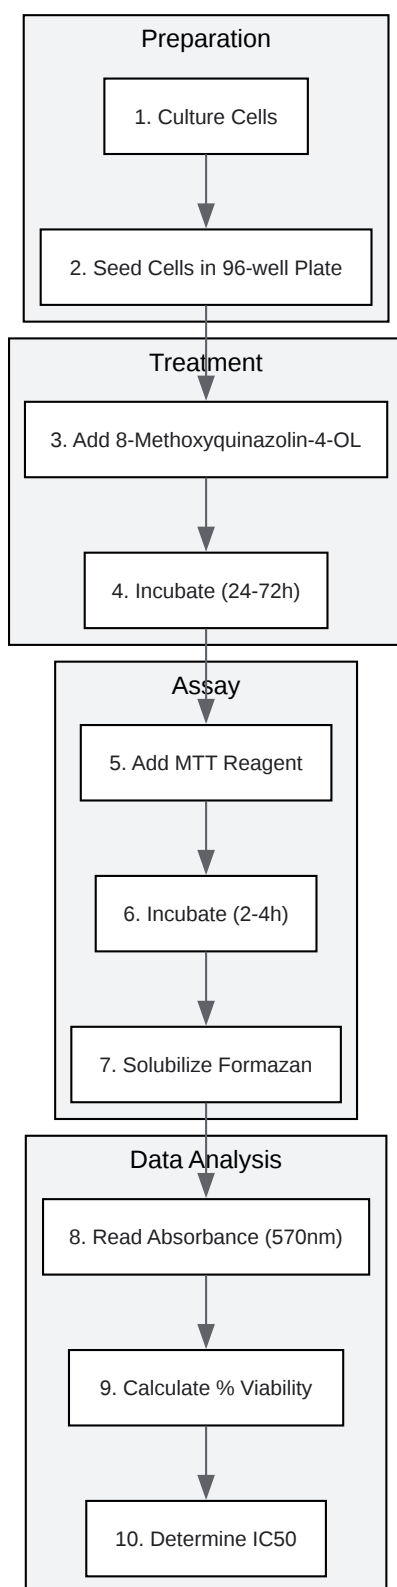 Preparation
1. Culture Cells
2. Seed Cells in 96-well Plate
Treatment
3. Add 8-Methoxyquinazolin-4-OL
4. Incubate (24-72h)
Assay
5. Add MTT Reagent
6. Incubate (2-4h)
7. Solubilize Formazan
Data Analysis
8. Read Absorbance (570nm)
9. Calculate % Viability
10. Determine IC50